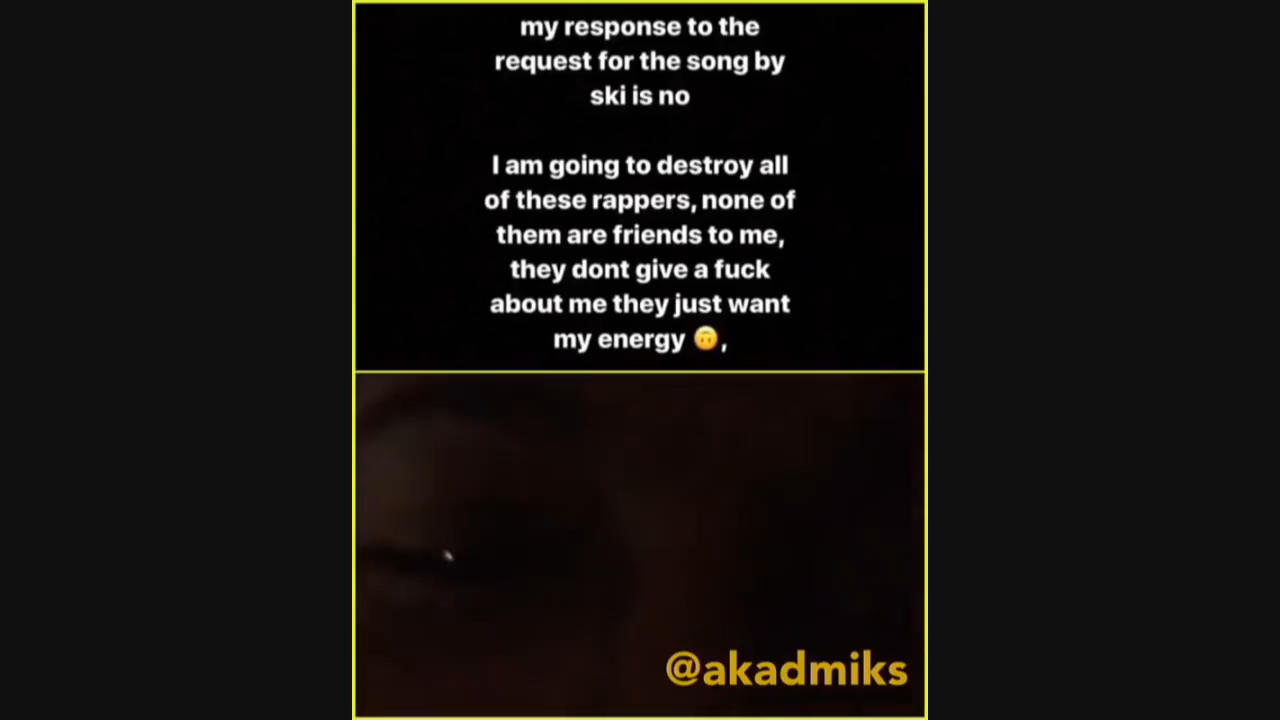 my response to the
request for the song by
ski is no
I am going to destroy all
of these rappers, none of
them are friends to me,
they dont give a fuck
about me they just want
my energy 🙃,
@akadmiks